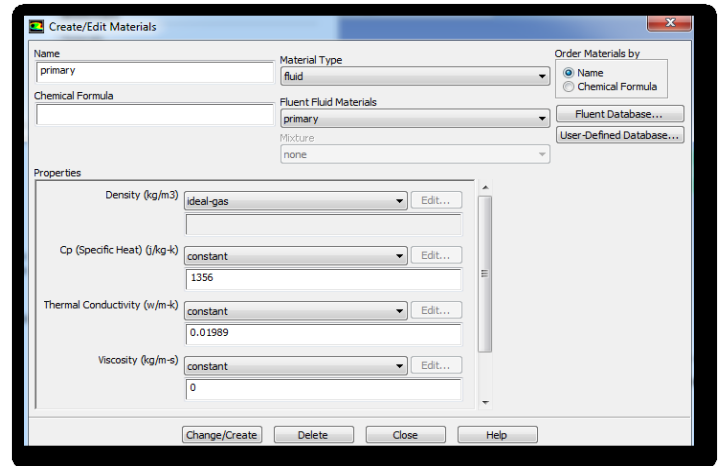 Create/Edit Materials
Name
primary
Material Type
fluid
Order Materials by
Name
Chemical Formula
Chemical Formula
Fluent Fluid Materials
primary
Fluent Database...
User-Defined Database...
Mixture
none
Properties
Density (kg/m3)
ideal-gas
Edit...
Cp (Specific Heat) (j/kg-k)
constant
Edit...
1356
Thermal Conductivity (w/m-k)
constant
Edit...
0.01989
Viscosity (kg/m-s)
constant
Edit...
0
Change/Create
Delete
Close
Help